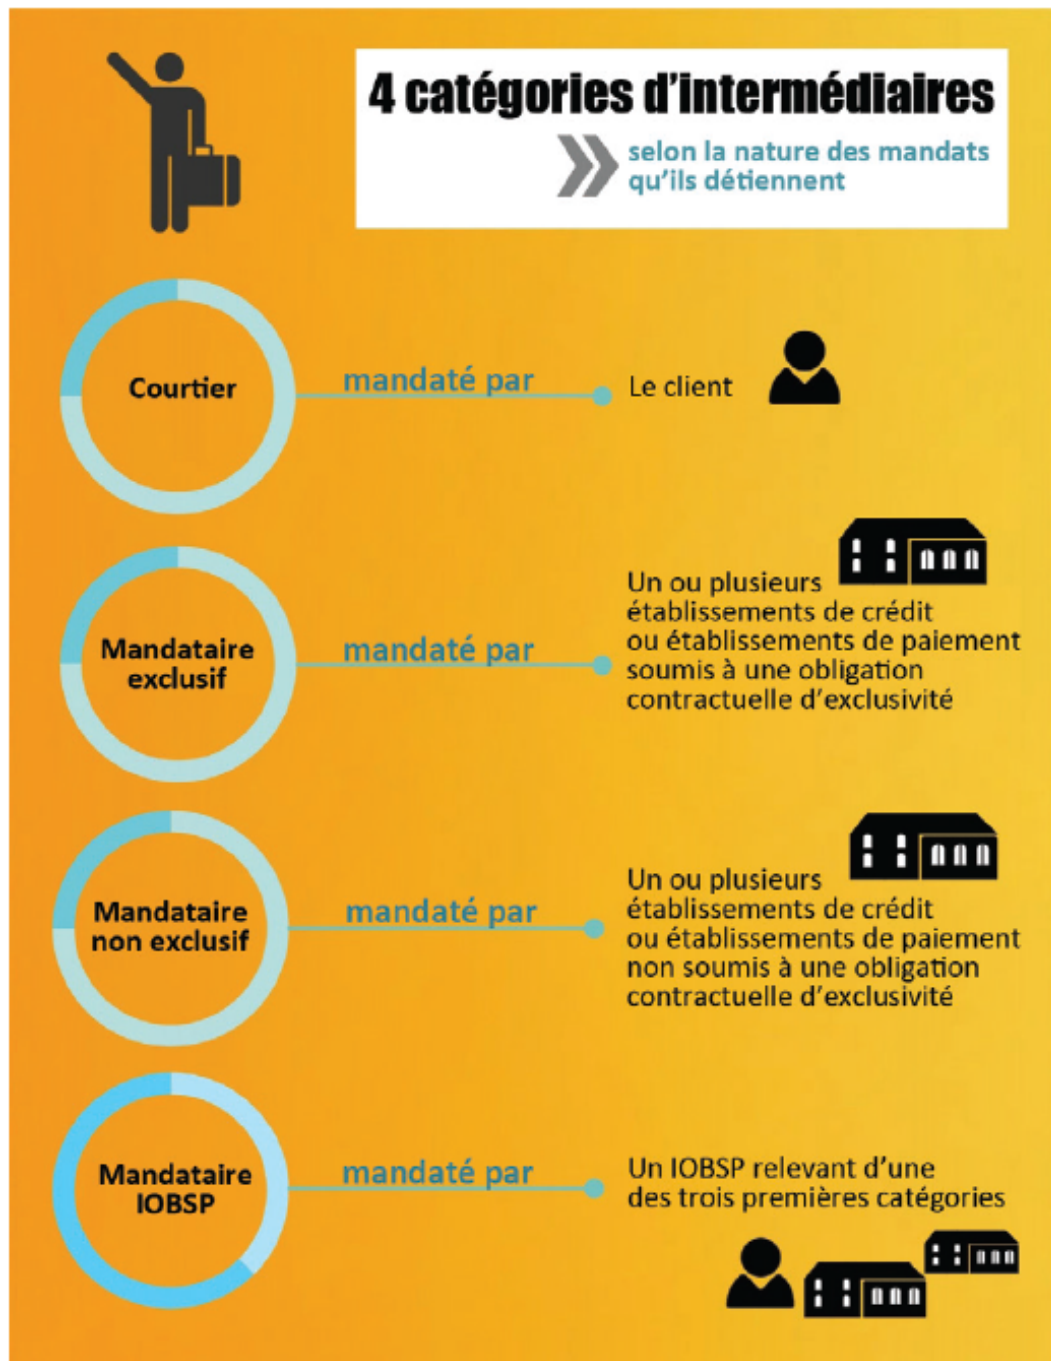 4 catégories d'intermédiaires
selon la nature des mandats
qu'ils détiennent
Courtier
mandaté par
Le client
Mandataire
exclusif
mandaté par
Un ou plusieurs
établissements de crédit
ou établissements de paiement
soumis à une obligation
contractuelle d'exclusivité
Mandataire
non exclusif
mandaté par
Un ou plusieurs
établissements de crédit
ou établissements de paiement
non soumis à une obligation
contractuelle d'exclusivité
Mandataire
IOBSP
mandaté par
Un IOBSP relevant d'une
des trois premières catégories